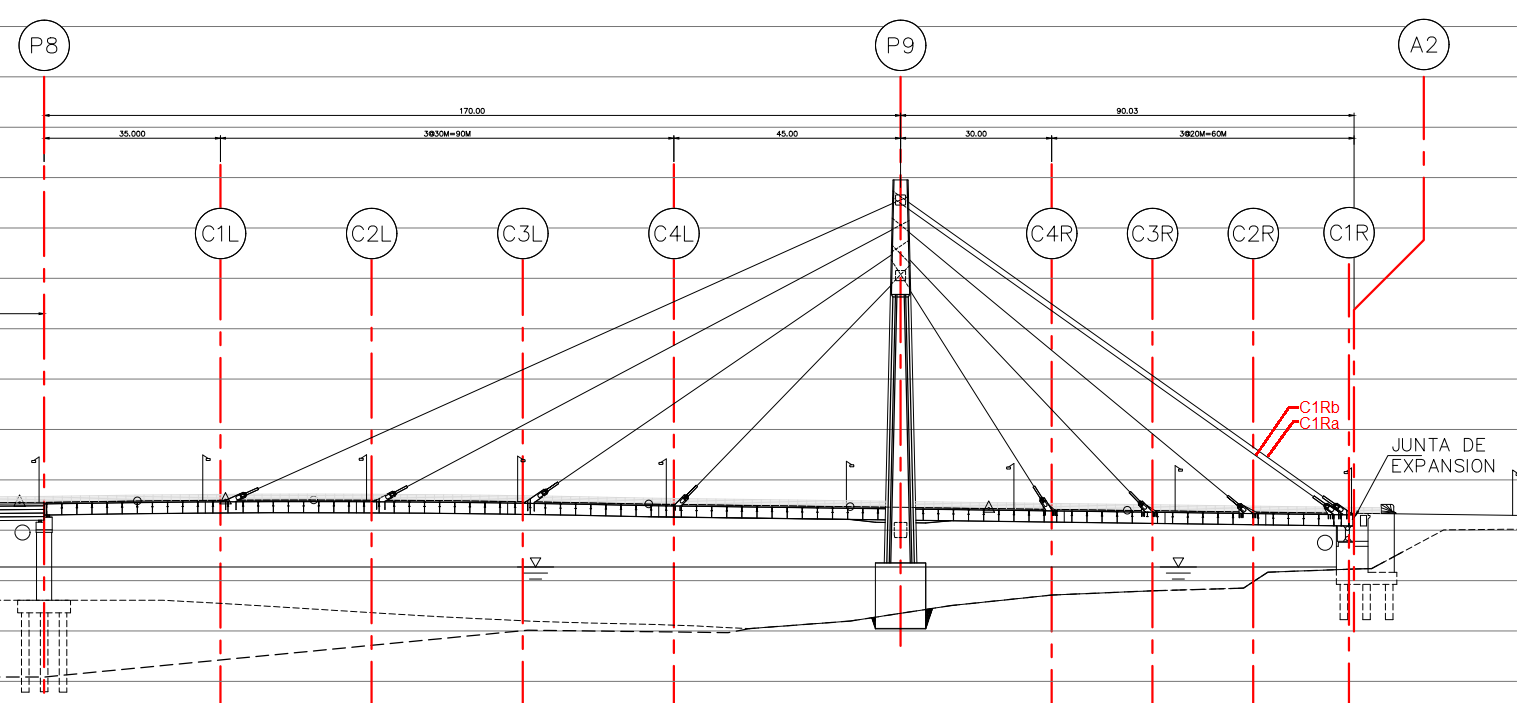 P8
P9
A2
170.00
90.03
35.000
3@30M=90M
45.00
30.00
3@20M=60M
C1L
C2L
C3L
C4L
C4R
C3R
C2R
C1R
C1Rb
C1Ra
JUNTA DE
EXPANSION